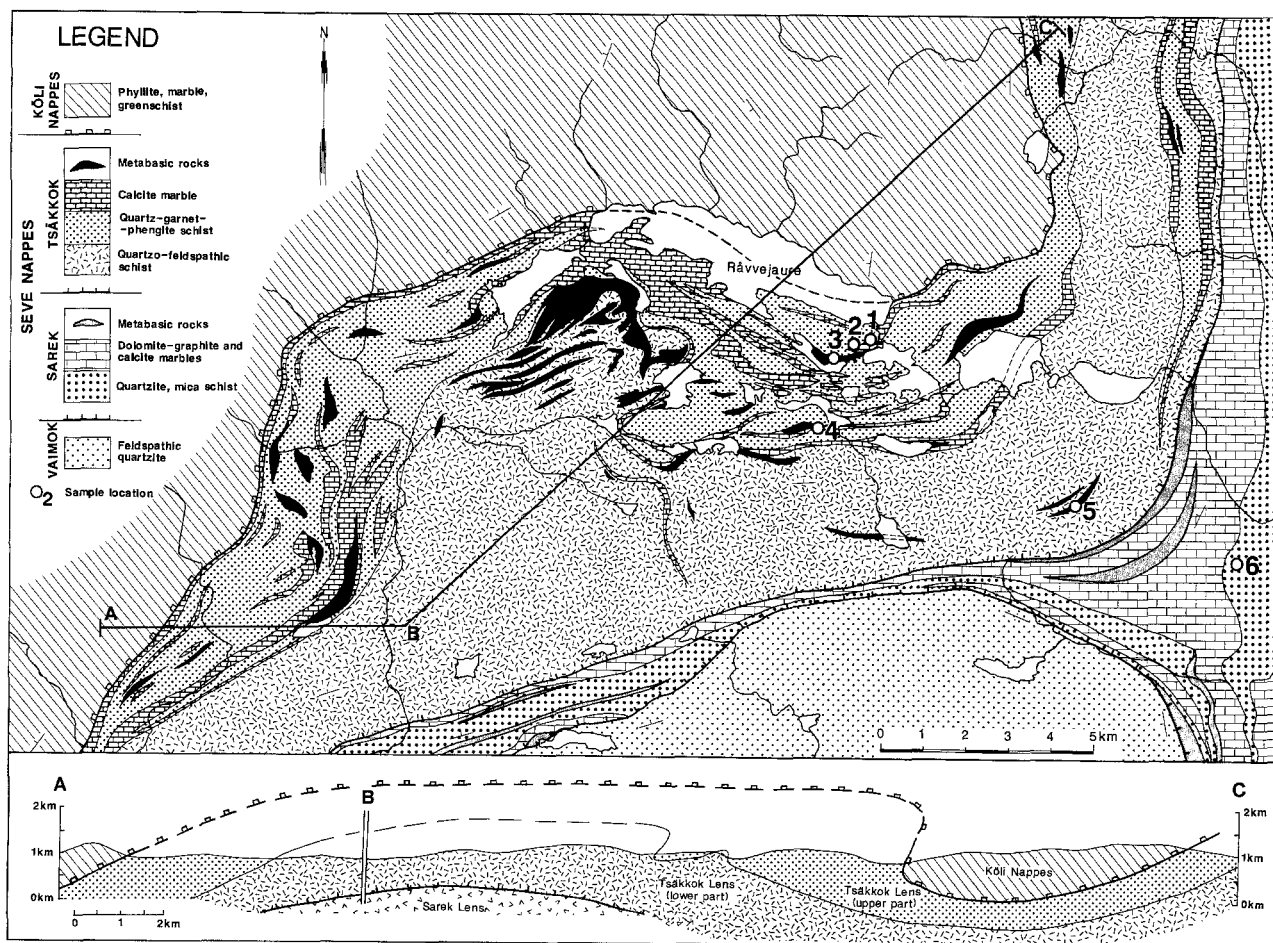 LEGEND
N
KÖLI NAPPES
Phyllite, marble,
greenschist
SEVE NAPPES
TSÄKKOK
Metabasic rocks
Calcite marble
Quartz-garnet-
-phengite schist
Quartzo-feldspathic
schist
SAREK
Metabasic rocks
Dolomite-graphite and
calcite marbles
Quartzite, mica schist
VAIMOK
Feldspathic
quartzite
2 Sample location
C
Råvvejaure
3 2 1
4
5
6
A
B
0 1 2 3 4 5km
A
B
C
2km
1km
0km
0 1 2km
Sarek Lens
Tsäkkok Lens
(lower part)
Tsäkkok Lens
(upper part)
Köli Nappes
2km
1km
0km